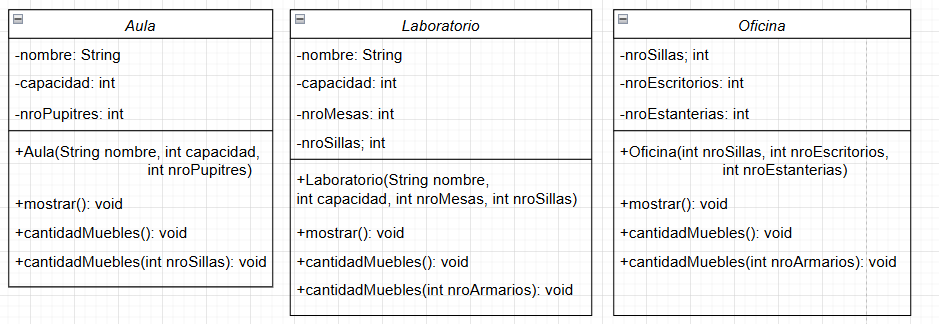 Aula
-nombre: String
-capacidad: int
-nroPupitres: int
+Aula(String nombre, int capacidad,
int nroPupitres)
+mostrar(): void
+cantidadMuebles(): void
+cantidadMuebles(int nroSillas): void
Laboratorio
-nombre: String
-capacidad: int
-nroMesas: int
-nroSillas; int
+Laboratorio(String nombre,
int capacidad, int nroMesas, int nroSillas)
+mostrar(): void
+cantidadMuebles(): void
+cantidadMuebles(int nroArmarios): void
Oficina
-nroSillas; int
-nroEscritorios: int
-nroEstanterias: int
+Oficina(int nroSillas, int nroEscritorios,
int nroEstanterias)
+mostrar(): void
+cantidadMuebles(): void
+cantidadMuebles(int nroArmarios): void